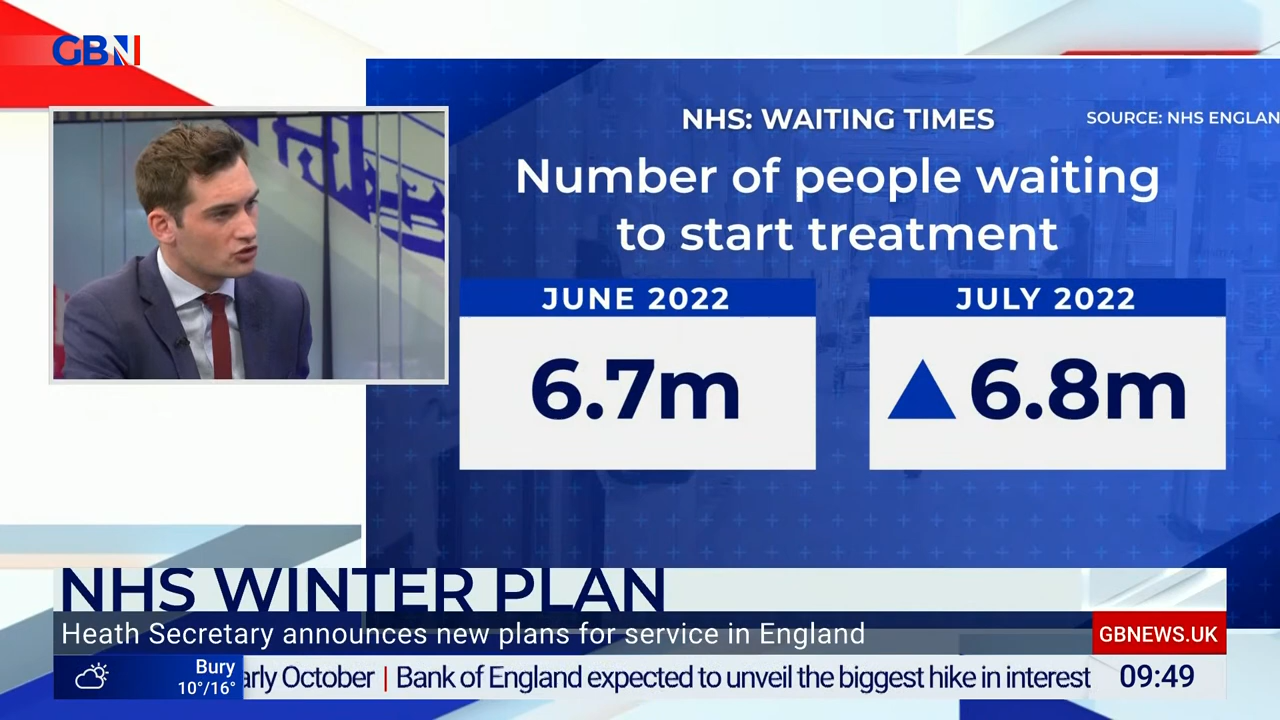 GBN
NHS: WAITING TIMES
SOURCE: NHS ENGLAN
Number of people waiting
to start treatment
JUNE 2022
JULY 2022
6.7m
6.8m
NHS WINTER PLAN
Heath Secretary announces new plans for service in England
GBNEWS.UK
Bury
10°/16°
arly October | Bank of England expected to unveil the biggest hike in interest
09:49